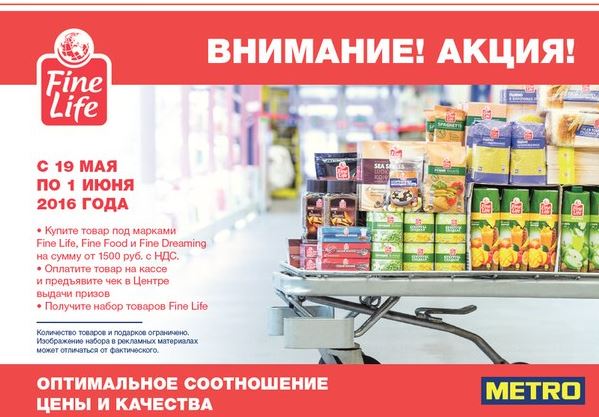 Fine
Life
ВНИМАНИЕ! АКЦИЯ!
С 19 МАЯ
ПО 1 ИЮНЯ
2016 ГОДА
• Купите товар под марками
Fine Life, Fine Food и Fine Dreaming
на сумму от 1500 руб. с НДС.
• Оплатите товар на кассе
и предъявите чек в Центре
выдачи призов
• Получите набор товаров Fine Life
Количество товаров и подарков ограничено.
Изображение набора в рекламных материалах
может отличаться от фактического.
SPAGHETTI
ОПТИМАЛЬНОЕ СООТНОШЕНИЕ
ЦЕНЫ И КАЧЕСТВА
METRO